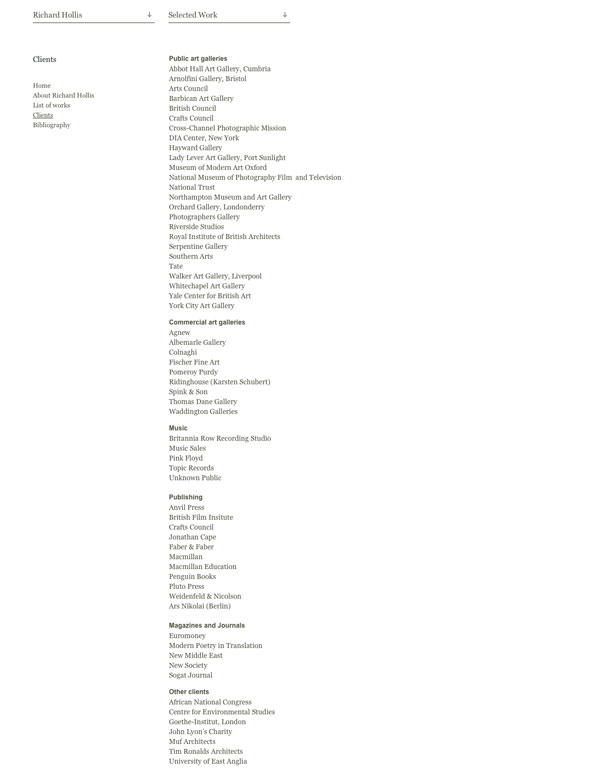 Richard Hollis ↓ Selected Work ↓
Clients
Home
About Richard Hollis
List of works
Clients
Bibliography
Public art galleries
Abbot Hall Art Gallery, Cumbria
Arnolfini Gallery, Bristol
Arts Council
Barbican Art Gallery
British Council
Crafts Council
Cross-Channel Photographic Mission
DIA Center, New York
Hayward Gallery
Lady Lever Art Gallery, Port Sunlight
Museum of Modern Art Oxford
National Museum of Photography Film and Television
National Trust
Northampton Museum and Art Gallery
Orchard Gallery, Londonderry
Photographers Gallery
Riverside Studios
Royal Institute of British Architects
Serpentine Gallery
Southern Arts
Tate
Walker Art Gallery, Liverpool
Whitechapel Art Gallery
Yale Center for British Art
York City Art Gallery
Commercial art galleries
Agnew
Albemarle Gallery
Colnaghi
Fischer Fine Art
Pomeroy Purdy
Ridinghouse (Karsten Schubert)
Spink & Son
Thomas Dane Gallery
Waddington Galleries
Music
Britannia Row Recording Studio
Music Sales
Pink Floyd
Topic Records
Unknown Public
Publishing
Anvil Press
British Film Insitute
Crafts Council
Jonathan Cape
Faber & Faber
Macmillan
Macmillan Education
Penguin Books
Pluto Press
Weidenfeld & Nicolson
Ars Nikolai (Berlin)
Magazines and Journals
Euromoney
Modern Poetry in Translation
New Middle East
New Society
Sogat Journal
Other clients
African National Congress
Centre for Environmental Studies
Goethe-Institut, London
John Lyon's Charity
Muf Architects
Tim Ronalds Architects
University of East Anglia